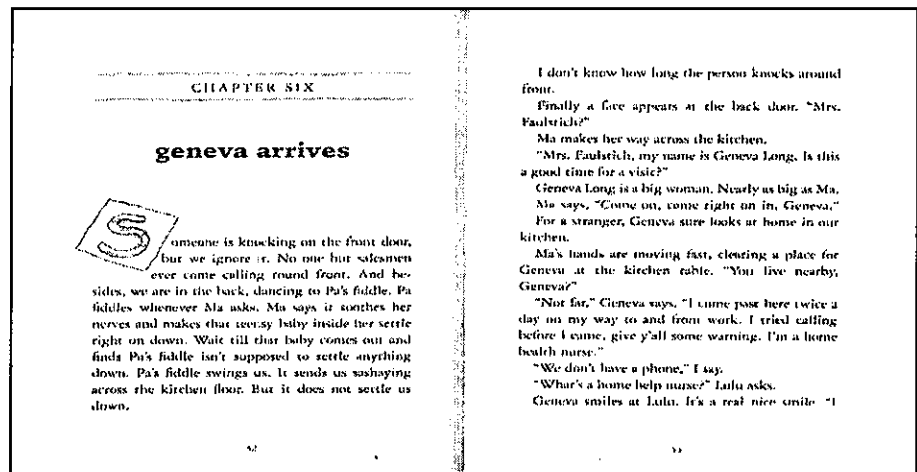 CHAPTER SIX
geneva arrives
Someone is knocking on the front door,
but we ignore it. No one but salesmen
ever come calling round front. And be-
sides, we are in the back, dancing to Pa's fiddle. Pa
fiddles whenever Ma asks. Ma says it soothes her
nerves and makes that teensy baby inside her settle
right on down. Wait till that baby comes out and
finds Pa's fiddle isn't supposed to settle anything
down. Pa's fiddle swings us. It sends us sashaying
across the kitchen floor. But it does not settle us
down.
I don't know how long the person knocks around
front.
Finally a face appears at the back door. "Mrs.
Faulstich?"
Ma makes her way across the kitchen.
"Mrs. Faulstich, my name is Geneva Long. Is this
a good time for a visit?"
Geneva Long is a big woman. Nearly as big as Ma.
Ma says, "Come on, come right on in, Geneva."
For a stranger, Geneva sure looks at home in our
kitchen.
Ma's hands are moving fast, clearing a place for
Geneva at the kitchen table. "You live nearby,
Geneva?"
"Not far," Geneva says. "I come past here twice a
day on my way to and from work. I tried calling
before I came, give y'all some warning. I'm a home
health nurse."
"We don't have a phone," I say.
"What's a home help nurse?" Lulu asks.
Geneva smiles at Lulu. It's a real nice smile. "I